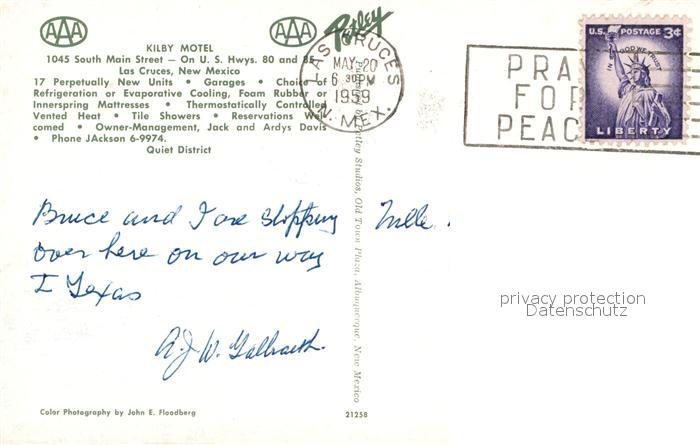 AAA AAA
Petley
KILBY MOTEL
1045 South Main Street — On U. S. Hwys. 80 and 85
Las Cruces, New Mexico
17 Perpetually New Units • Garages • Choice
Refrigeration or Evaporative Cooling, Foam Rubber or
Innerspring Mattresses • Thermostatically Controlled
Vented Heat • Tile Showers • Reservations Wel-
comed • Owner-Management, Jack and Ardys Davis
• Phone JAckson 6-9974.
Quiet District
LAS CRUCES
MAY 20
6 30 PM
1959
N. MEX.
PRAY
FOR
PEACE
U.S. POSTAGE 3¢
IN GOD WE TRUST
LIBERTY
Bruce and I are stopping
over here on our way
I Texas
A. J. W. Galbraith.
Petley Studios, Old Town Plaza, Albuquerque, New Mexico
privacy protection
Datenschutz
Color Photography by John E. Floodberg
21258